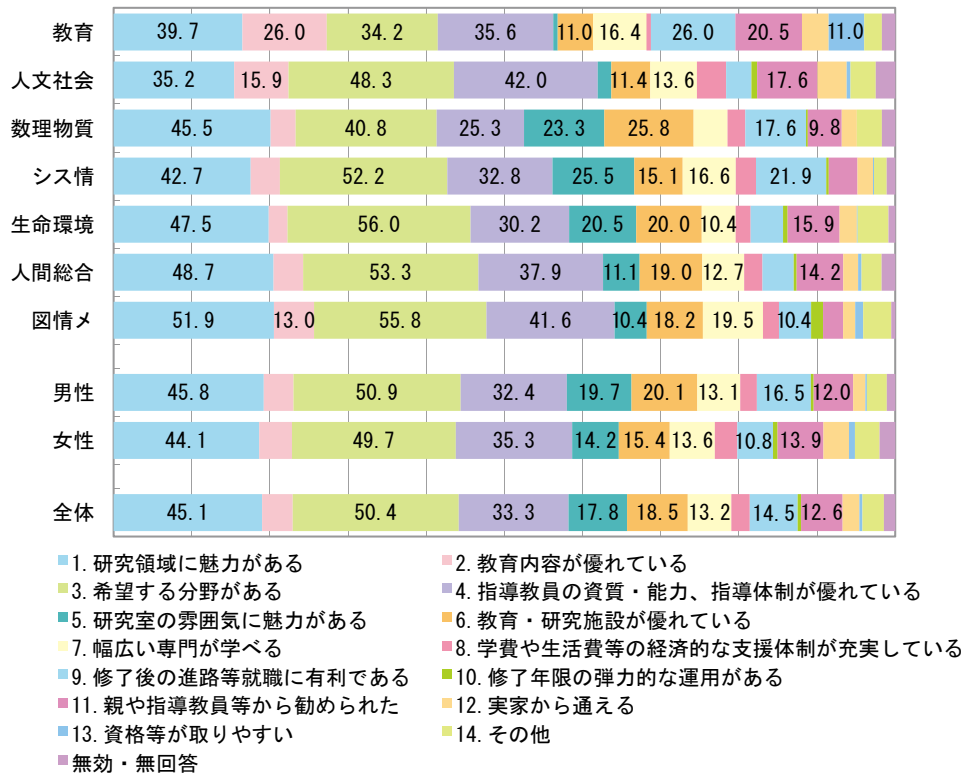 教育 39.7 26.0 34.2 35.6 11.0 16.4 26.0 20.5 11.0
人文社会 35.2 15.9 48.3 42.0 11.4 13.6 17.6
数理物質 45.5 40.8 25.3 23.3 25.8 17.6 9.8
シス情 42.7 52.2 32.8 25.5 15.1 16.6 21.9
生命環境 47.5 56.0 30.2 20.5 20.0 10.4 15.9
人間総合 48.7 53.3 37.9 11.1 19.0 12.7 14.2
図情メ 51.9 13.0 55.8 41.6 10.4 18.2 19.5 10.4
男性 45.8 50.9 32.4 19.7 20.1 13.1 16.5 12.0
女性 44.1 49.7 35.3 14.2 15.4 13.6 10.8 13.9
全体 45.1 50.4 33.3 17.8 18.5 13.2 14.5 12.6
1. 研究領域に魅力がある 2. 教育内容が優れている
3. 希望する分野がある 4. 指導教員の資質・能力、指導体制が優れている
5. 研究室の雰囲気に魅力がある 6. 教育・研究施設が優れている
7. 幅広い専門が学べる 8. 学費や生活費等の経済的な支援体制が充実している
9. 修了後の進路等就職に有利である 10. 修了年限の弾力的な運用がある
11. 親や指導教員等から勧められた 12. 実家から通える
13. 資格等が取りやすい 14. その他
無効・無回答